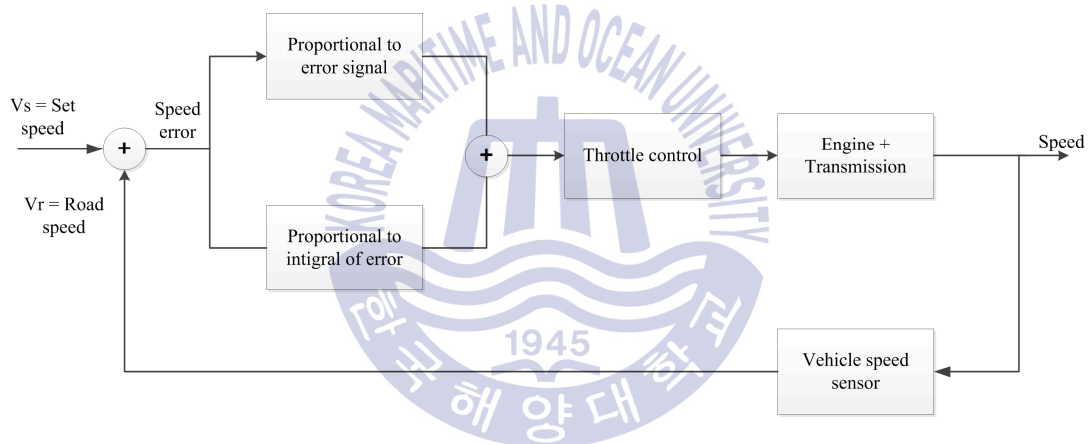 KOREA MARITIME AND OCEAN UNIVERSITY
Proportional to
error signal
Vs = Set
speed
Speed
error
+
+
Throttle control
Engine +
Transmission
Speed
Vr = Road
speed
Proportional to
intigral of error
1945
Vehicle speed
sensor
한국해양대학교